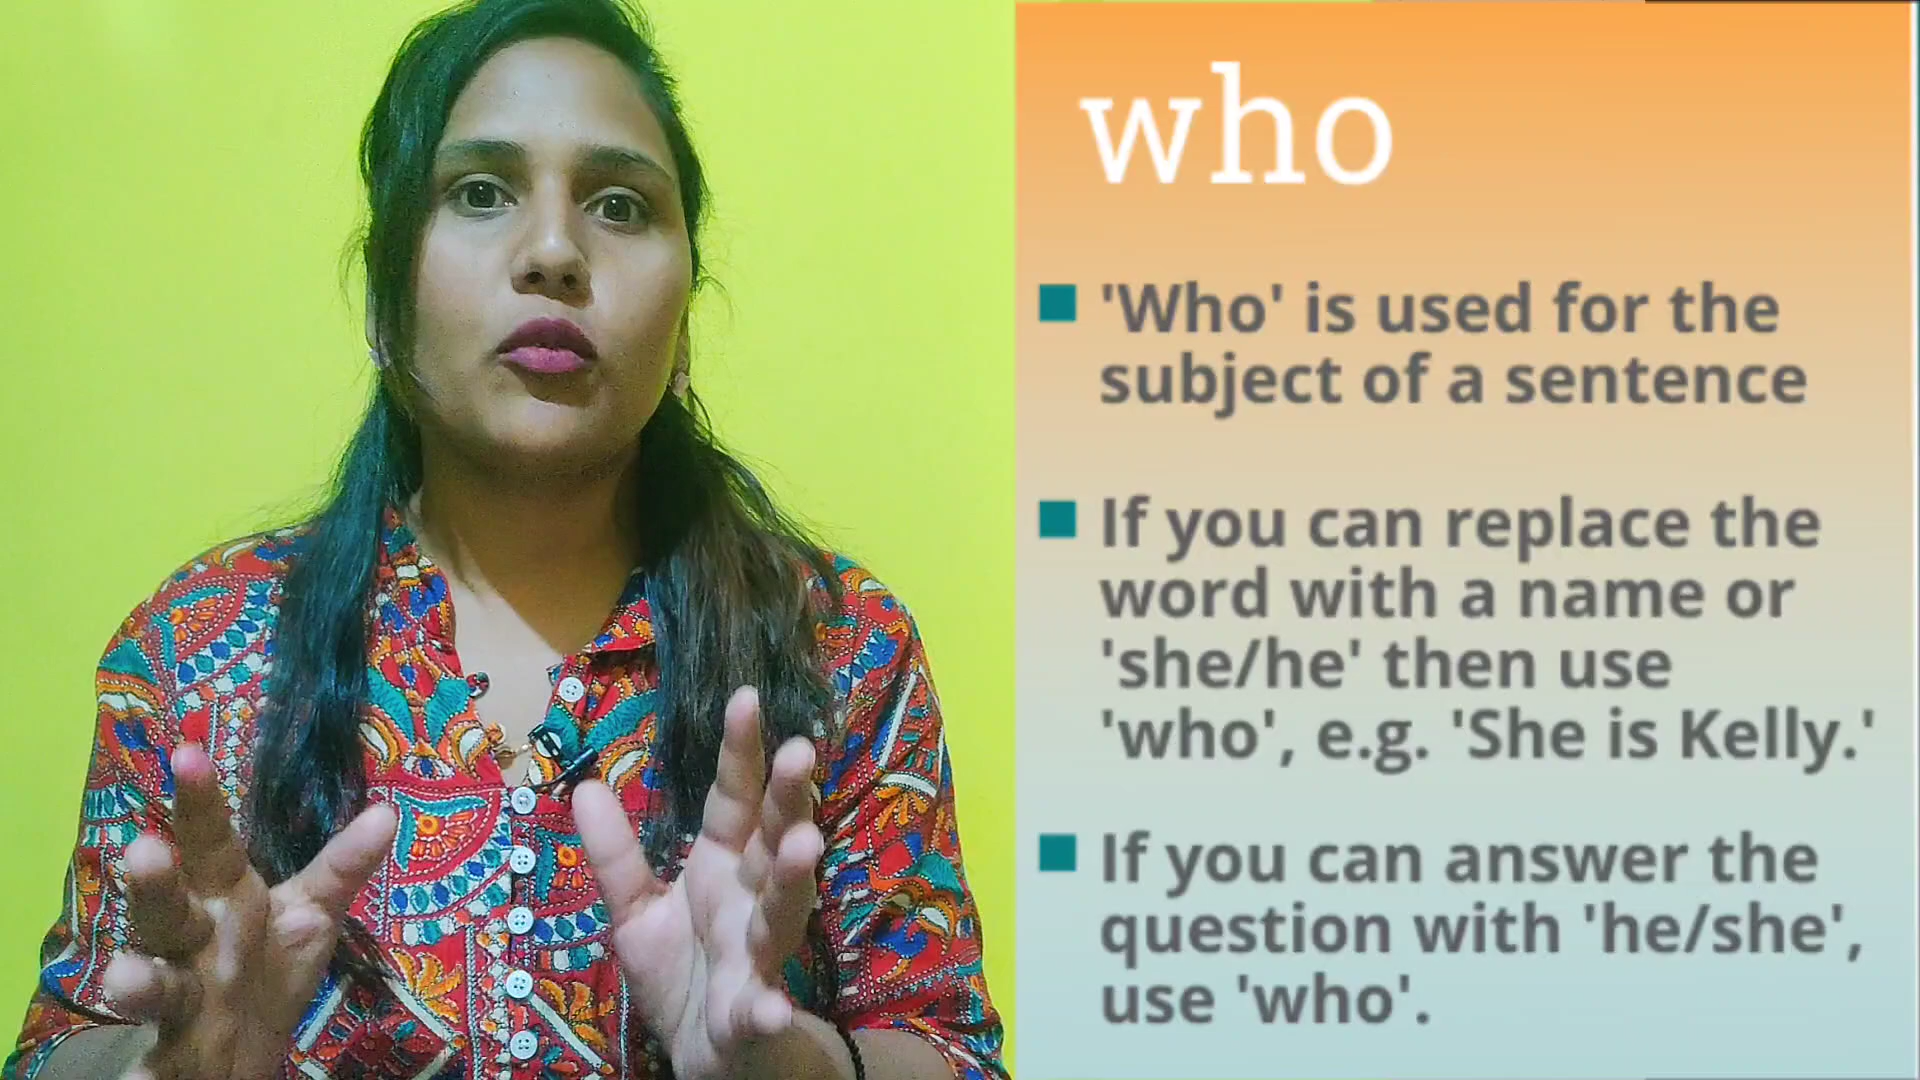 who
'Who' is used for the
subject of a sentence
If you can replace the
word with a name or
'she/he' then use
'who', e.g. 'She is Kelly.'
If you can answer the
question with 'he/she',
use 'who'.